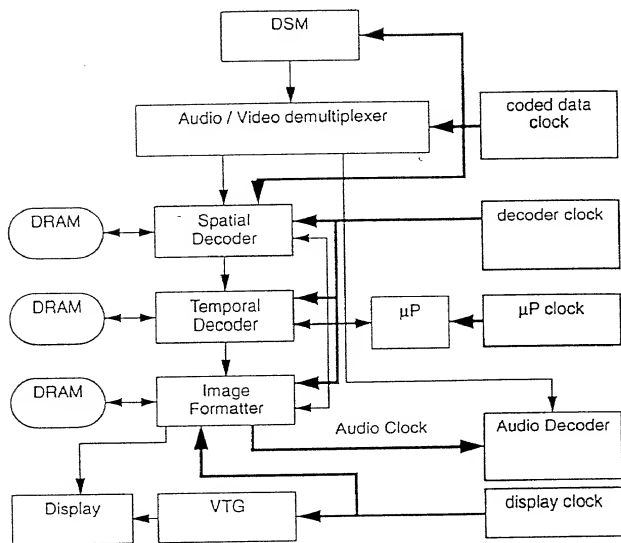 DSM
Audio / Video demultiplexer
coded data
clock
DRAM
Spatial
Decoder
decoder clock
DRAM
Temporal
Decoder
µP
µP clock
DRAM
Image
Formatter
Audio Clock
Audio Decoder
Display
VTG
display clock